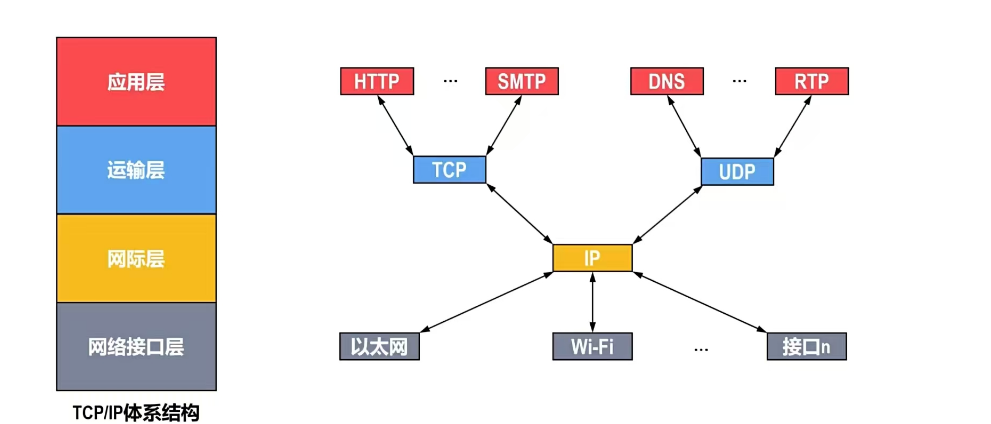 应用层
运输层
网际层
网络接口层
TCP/IP体系结构
HTTP ... SMTP DNS ... RTP
TCP UDP
IP
以太网 Wi-Fi ... 接口n